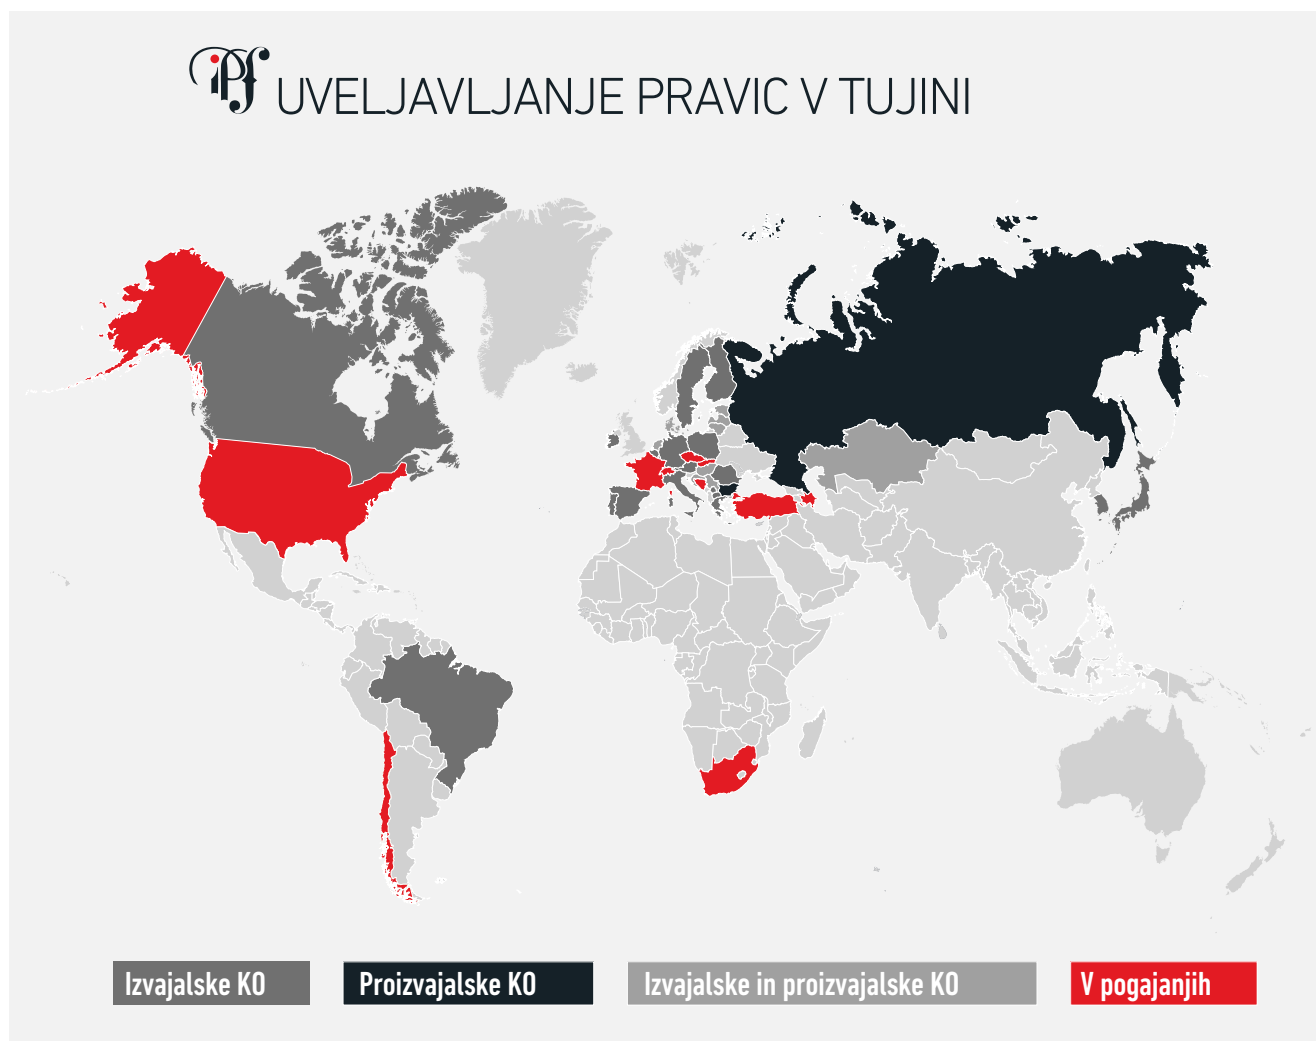 ipf UVELJAVLJANJE PRAVIC V TUJINI
Izvajalske KO
Proizvajalske KO
Izvajalske in proizvajalske KO
V pogajanjih